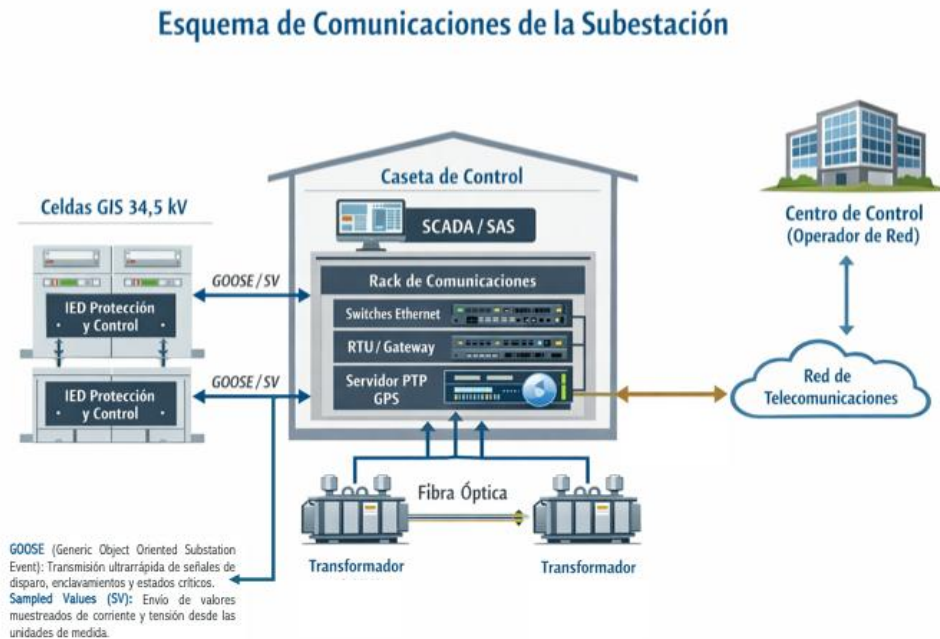 Esquema de Comunicaciones de la Subestación
Caseta de Control
Celdas GIS 34,5 kV
SCADA / SAS
Centro de Control
(Operador de Red)
GOOSE / SV
Rack de Comunicaciones
IED Protección
y Control
Switches Ethernet
RTU / Gateway
GOOSE / SV
IED Protección
y Control
Servidor PTP
GPS
Red de
Telecomunicaciones
Fibra Óptica
Transformador
Transformador
GOOSE (Generic Object Oriented Substation
Event): Transmisión ultrarrápida de señales de
disparo, enclavamientos y estados críticos.
Sampled Values (SV): Envío de valores
muestreados de corriente y tensión desde las
unidades de medida.